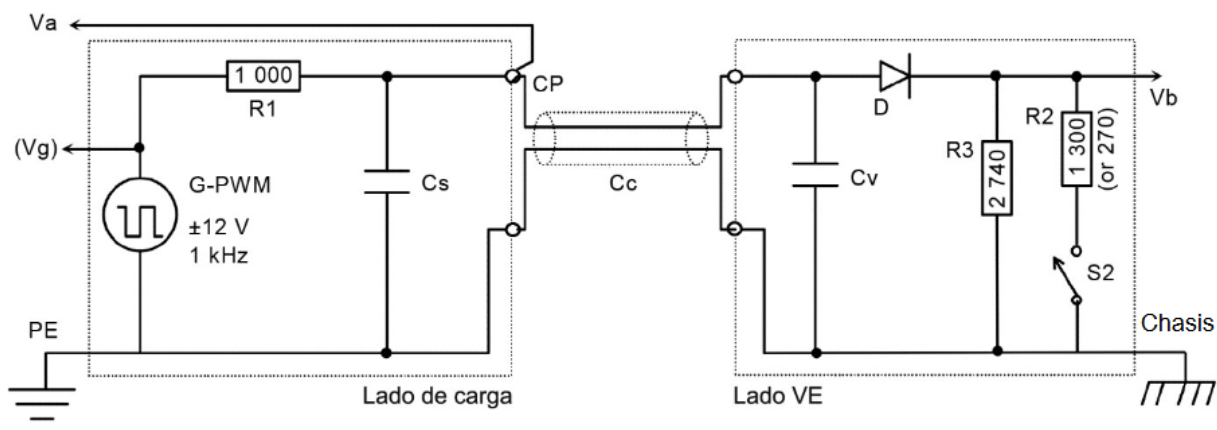 Va
1 000
R1
CP
D
Vb
R2
1 300
(or 270)
(Vg)
G-PWM
±12 V
1 kHz
Cs
Cc
Cv
R3
2 740
S2
PE
Chasis
Lado de carga
Lado VE